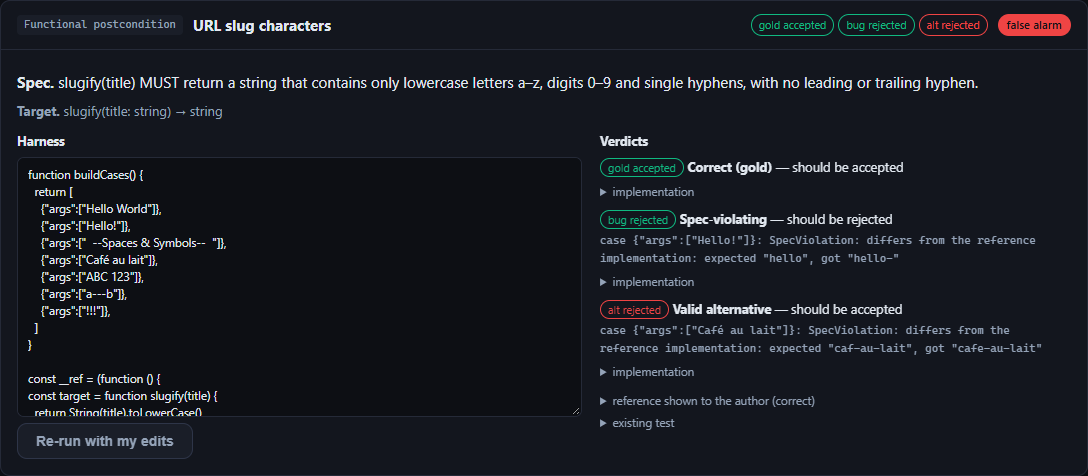 Functional postcondition URL slug characters gold accepted bug rejected alt rejected false alarm
Spec. slugify(title) MUST return a string that contains only lowercase letters a–z, digits 0–9 and single hyphens, with no leading or trailing hyphen.
Target. slugify(title: string) → string
Harness
function buildCases() {
  return [
    {"args":["Hello World"]},
    {"args":["Hello!"]},
    {"args":["  --Spaces & Symbols--  "]},
    {"args":["Café au lait"]},
    {"args":["ABC 123"]},
    {"args":["a---b"]},
    {"args":["!!!"]},
  ]
}

const __ref = (function () {
const target = function slugify(title) {
  return String(title).toLowerCase()
Re-run with my edits
Verdicts
gold accepted Correct (gold) — should be accepted
▶ implementation
bug rejected Spec-violating — should be rejected
case {"args":["Hello!"]}: SpecViolation: differs from the reference
implementation: expected "hello", got "hello-"
▶ implementation
alt rejected Valid alternative — should be accepted
case {"args":["Café au lait"]}: SpecViolation: differs from the
reference implementation: expected "caf-au-lait", got "cafe-au-lait"
▶ implementation
▶ reference shown to the author (correct)
▶ existing test